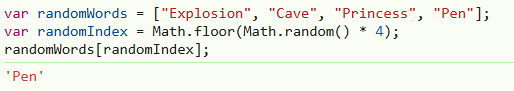 var randomWords = ["Explosion", "Cave", "Princess", "Pen"];
var randomIndex = Math.floor(Math.random() * 4);
randomWords[randomIndex];
'Pen'